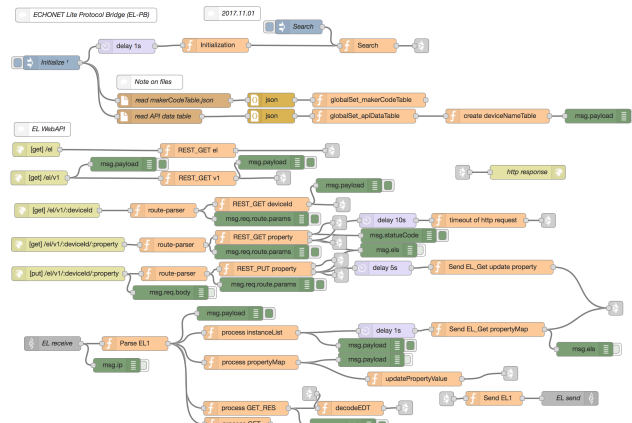 ECHONET Lite Protocol Bridge (EL-PB)
2017.11.01
Search
delay 1s
Initialization
Search
Initialize ¹
Note on files
read makerCodeTable.json
json
globalSet_makerCodeTable
read API data table
json
globalSet_apiDataTable
create deviceNameTable
msg.payload
EL WebAPI
[get] /el
REST_GET el
msg.payload
msg.payload
[get] /el/v1
REST_GET v1
http response
msg.payload
[get] /el/v1/:deviceId
route-parser
REST_GET deviceId
msg.req.route.params
delay 10s
timeout of http request
REST_GET property
msg.statusCode
[get] /el/v1/:deviceId/:property
route-parser
msg.req.route.params
msg.els
[put] /el/v1/:deviceId/:property
route-parser
REST_PUT property
delay 5s
Send EL_Get update property
msg.req.route.params
msg.req.body
msg.payload
process instanceList
delay 1s
Send EL_Get propertyMap
EL receive
Parse EL1
msg.payload
msg.els
msg.ip
process propertyMap
msg.payload
updatePropertyValue
Send EL1
EL send
process GET_RES
decodeEDT